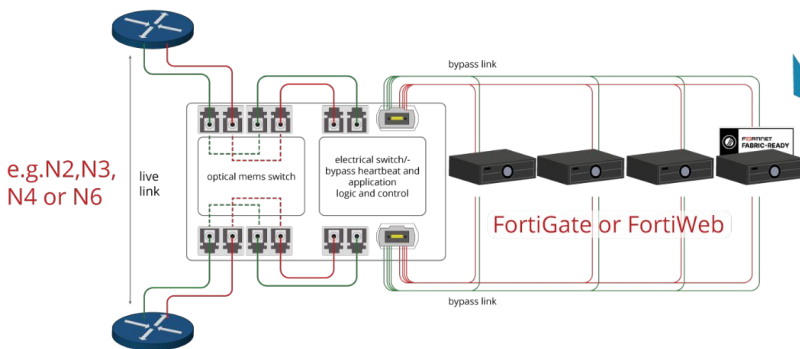 bypass link
FORTINET
FABRIC-READY
e.g.N2,N3,
N4 or N6
live
link
optical mems switch
electrical switch/-
bypass heartbeat and
application
logic and control
FortiGate or FortiWeb
bypass link